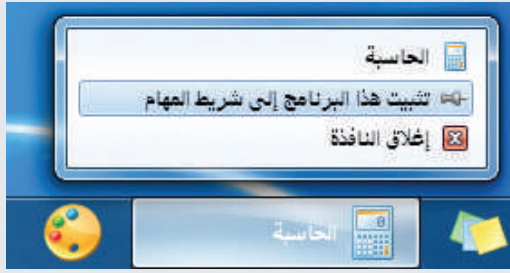 الحاسبة
تثبيت هذا البرنامج إلى شريط المهام
إغلاق النافذة
الحاسبة